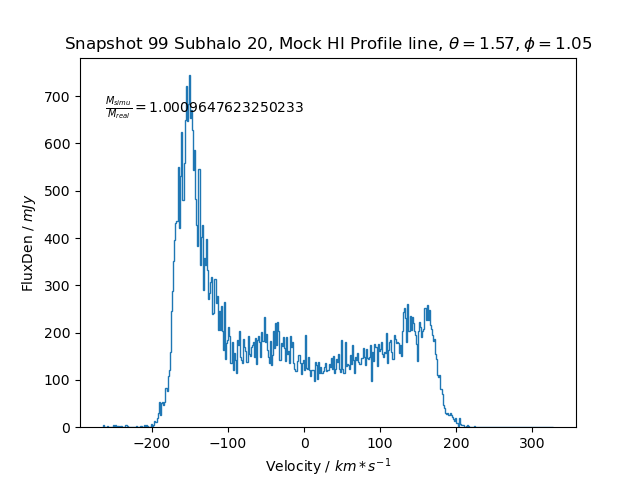 Snapshot 99 Subhalo 20, Mock HI Profile line, θ = 1.57, ϕ = 1.05
M_simu/M_real = 1.0009647623250233
FluxDen / mJy
700
600
500
400
300
200
100
0
−200 −100 0 100 200 300
Velocity / km * s⁻¹